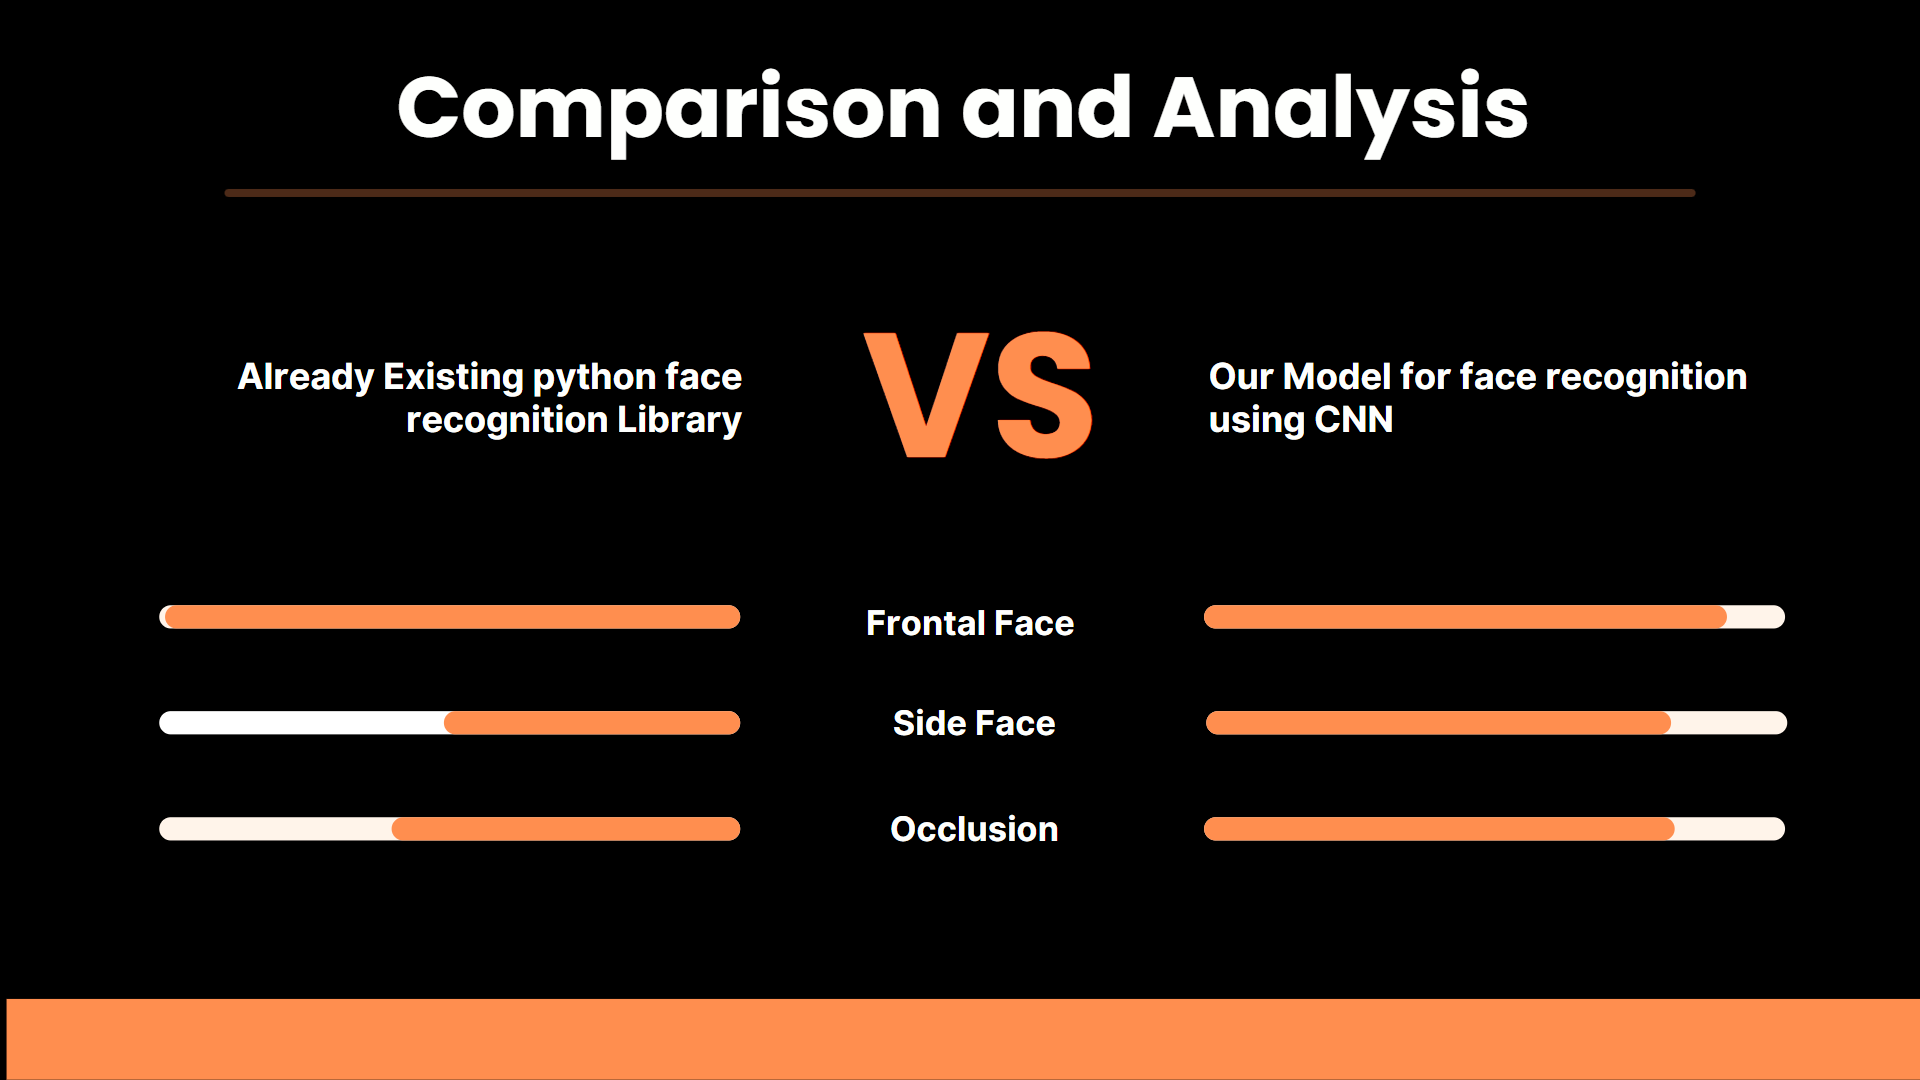 Comparison and Analysis
Already Existing python face
recognition Library
VS
Our Model for face recognition
using CNN
Frontal Face
Side Face
Occlusion